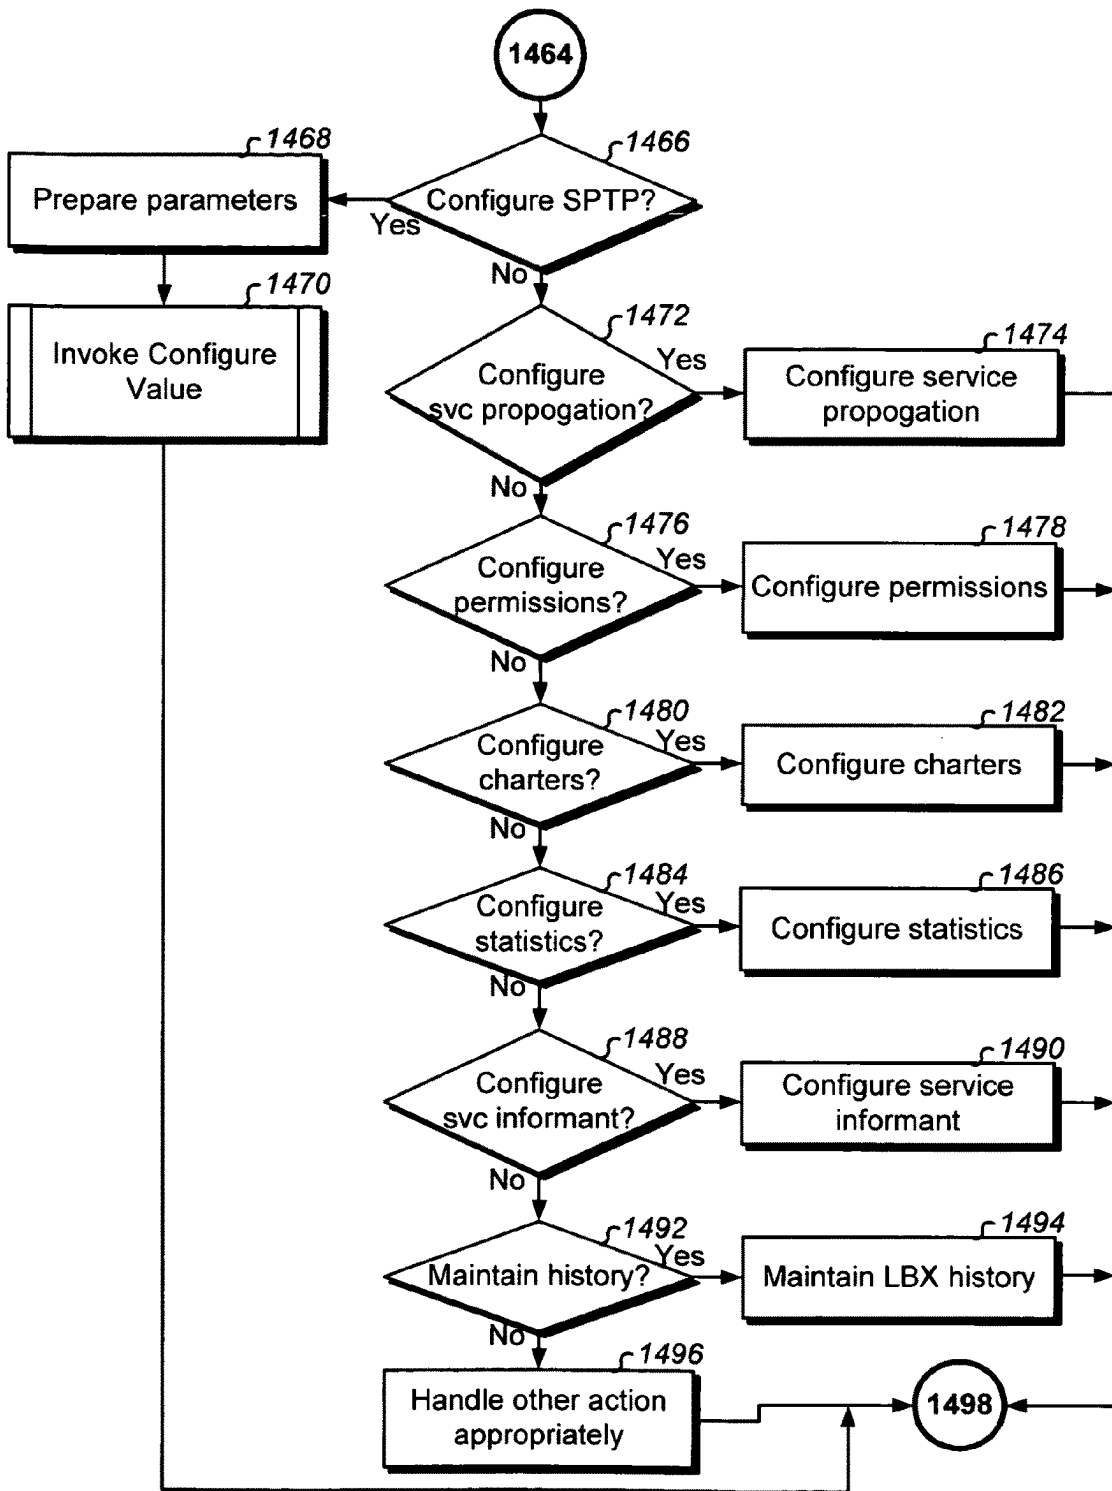 1464
1468
Prepare parameters
1466
Configure SPTP?
Yes
No
1470
Invoke Configure
Value
1472
Configure
svc propogation?
Yes
No
1474
Configure service
propogation
1476
Configure
permissions?
Yes
No
1478
Configure permissions
1480
Configure
charters?
Yes
No
1482
Configure charters
1484
Configure
statistics?
Yes
No
1486
Configure statistics
1488
Configure
svc informant?
Yes
No
1490
Configure service
informant
1492
Maintain history?
Yes
No
1494
Maintain LBX history
1496
Handle other action
appropriately
1498